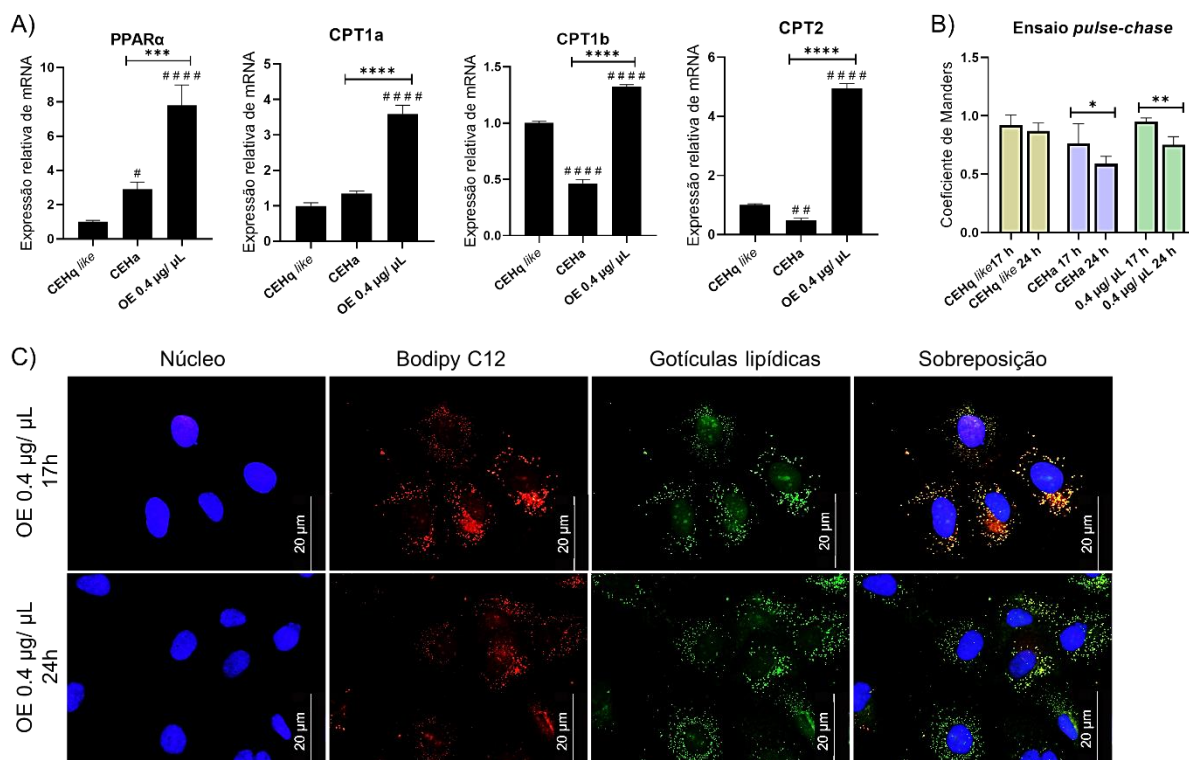 A)
PPARα
***
####
#
Expressão relativa de mRNA
10
8
6
4
2
0
CEHq like
CEHa
OE 0.4 µg/ µL
CPT1a
****
####
Expressão relativa de mRNA
5
4
3
2
1
0
CEHq like
CEHa
OE 0.4 µg/ µL
CPT1b
****
####
####
Expressão relativa de mRNA
1.5
1.0
0.5
0.0
CEHq like
CEHa
OE 0.4 µg/ µL
CPT2
****
####
##
Expressão relativa de mRNA
6
4
2
0
CEHq like
CEHa
OE 0.4 µg/ µL
B)
Ensaio pulse-chase
*
**
Coeficiente de Manders
1.5
1.0
0.5
0.0
CEHq like 17 h
CEHq like 24 h
CEHa 17 h
CEHa 24 h
0.4 µg/ µL 17 h
0.4 µg/ µL 24 h
C)
Núcleo
Bodipy C12
Gotículas lipídicas
Sobreposição
OE 0.4 µg/ µL
17h
20 µm
20 µm
20 µm
20 µm
OE 0.4 µg/ µL
24h
20 µm
20 µm
20 µm
20 µm